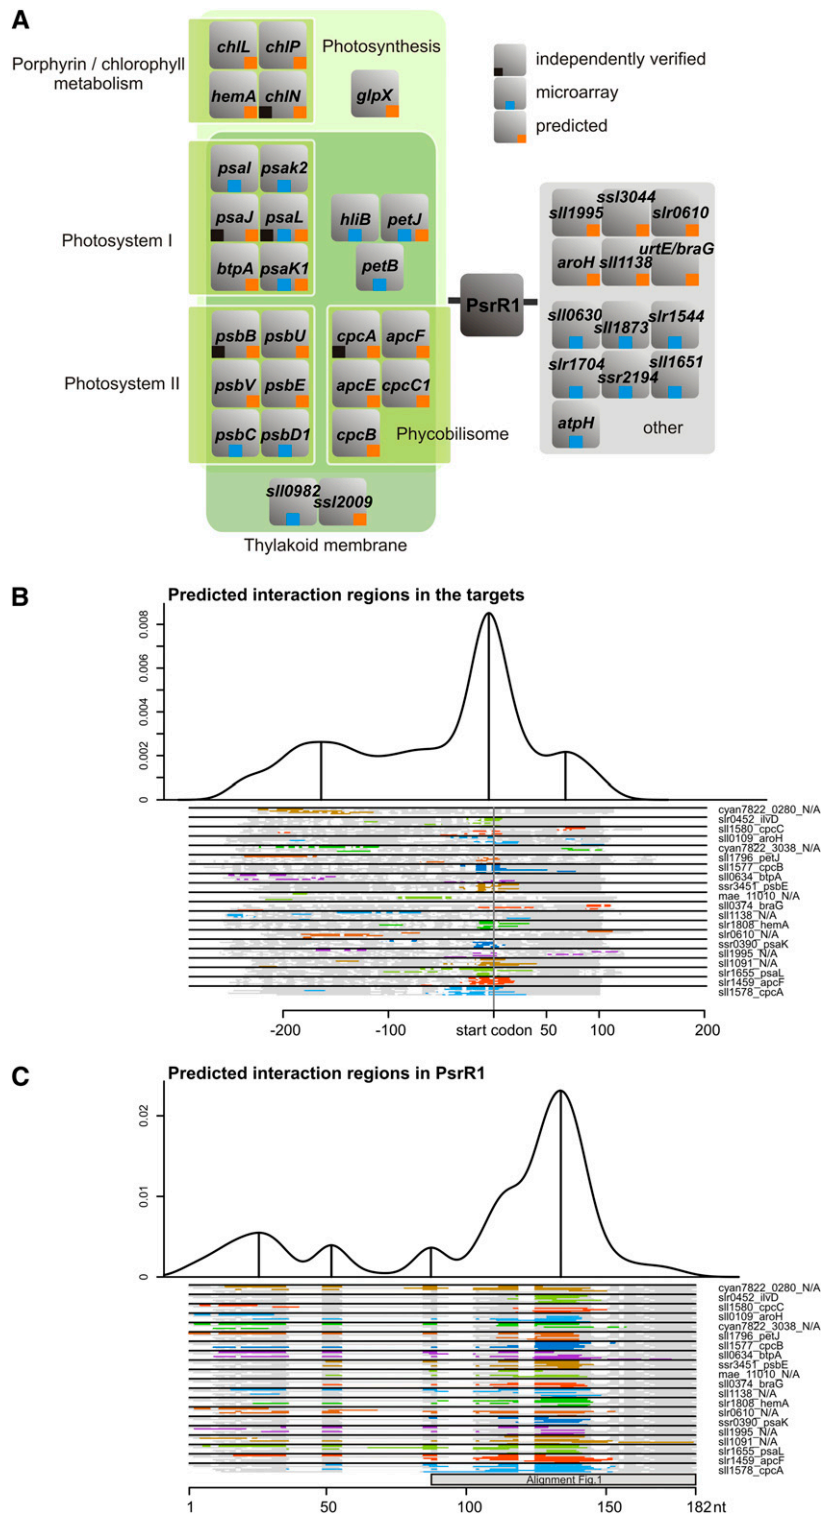 A
Porphyrin / chlorophyll
metabolism
chlL chlP
hemA chlN
Photosynthesis
glpX
independently verified
microarray
predicted
Photosystem I
psaI psak2
psaJ psaL
btpA psaK1
hliB petJ
petB
PsrR1
sll1995 ssl3044 slr0610
aroH sll1138 urtE/braG
sll0630 sll1873 slr1544
slr1704 ssr2194 sll1651
atpH
other
Photosystem II
psbB psbU
psbV psbE
psbC psbD1
cpcA apcF
apcE cpcC1
cpcB
Phycobilisome
sll0982 ssl2009
Thylakoid membrane
B
Predicted interaction regions in the targets
0.008
0.006
0.004
0.002
0
cyan7822_0280_N/A
slr0452_ilvD
sll1580_cpcC
sll0109_aroH
cyan7822_3038_N/A
sll1796_petJ
sll1577_cpcB
sll0634_btpA
ssr3451_psbE
mae_11010_N/A
sll0374_braG
sll1138_N/A
slr1808_hemA
slr0610_N/A
ssr0390_psaK
sll1995_N/A
sll1091_N/A
slr1655_psaL
slr1459_apcF
sll1578_cpcA
-200 -100 start codon 50 100 200
C
Predicted interaction regions in PsrR1
0.02
0.01
0
cyan7822_0280_N/A
slr0452_ilvD
sll1580_cpcC
sll0109_aroH
cyan7822_3038_N/A
sll1796_petJ
sll1577_cpcB
sll0634_btpA
ssr3451_psbE
mae_11010_N/A
sll0374_braG
sll1138_N/A
slr1808_hemA
slr0610_N/A
ssr0390_psaK
sll1995_N/A
sll1091_N/A
slr1655_psaL
slr1459_apcF
sll1578_cpcA
Alignment Fig.1
1 50 100 150 182 nt